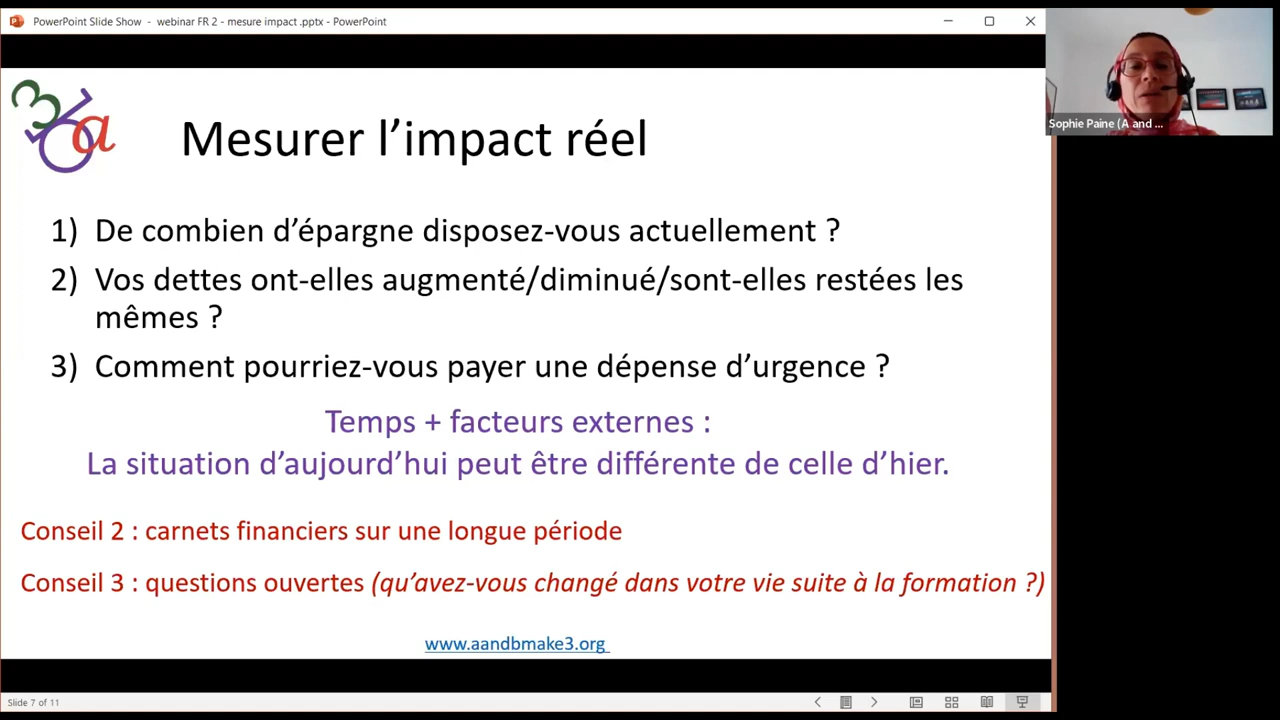 PowerPoint Slide Show - webinar FR 2 - mesure impact .pptx - PowerPoint
Sophie Paine (A and ...
3
6
a
Mesurer l’impact réel
1) De combien d’épargne disposez-vous actuellement ?
2) Vos dettes ont-elles augmenté/diminué/sont-elles restées les
mêmes ?
3) Comment pourriez-vous payer une dépense d’urgence ?
Temps + facteurs externes :
La situation d’aujourd’hui peut être différente de celle d’hier.
Conseil 2 : carnets financiers sur une longue période
Conseil 3 : questions ouvertes (qu’avez-vous changé dans votre vie suite à la formation ?)
www.aandbmake3.org
Slide 7 of 11